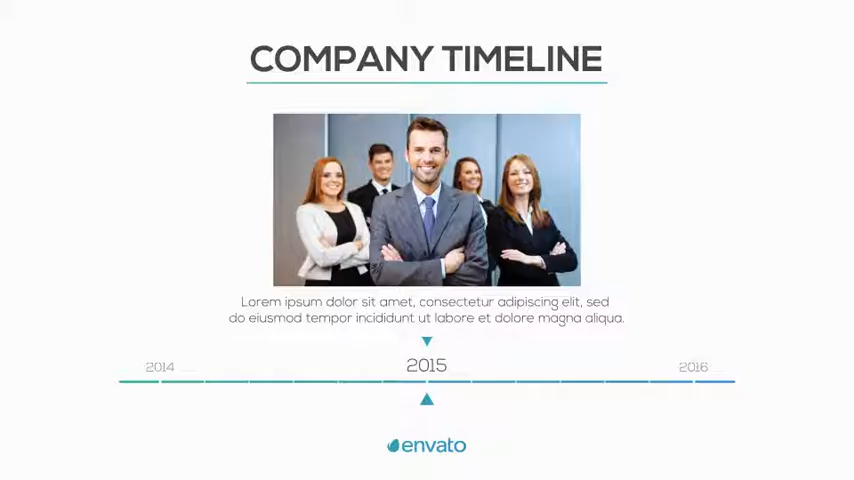 COMPANY TIMELINE
Lorem ipsum dolor sit amet, consectetur adipiscing elit, sed
do eiusmod tempor incididunt ut labore et dolore magna aliqua.
2014 2015 2016
envato